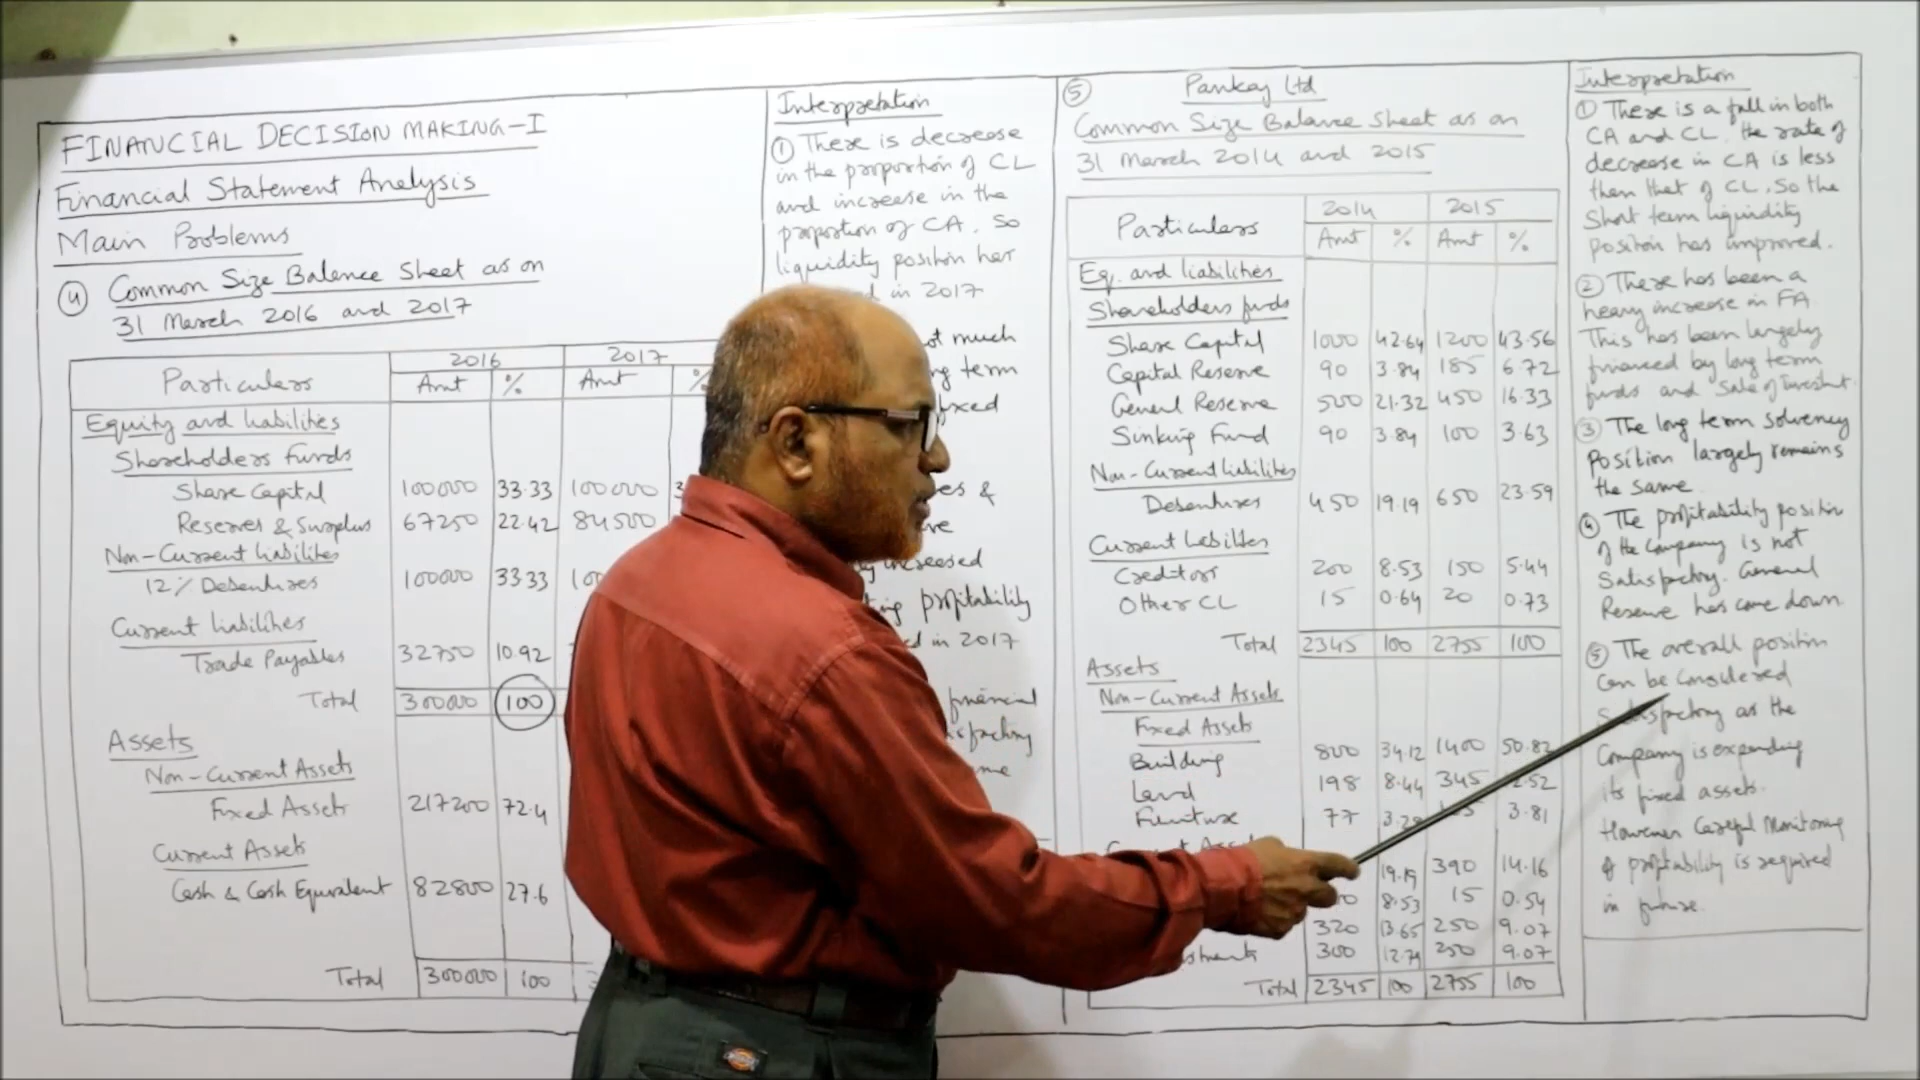 FINANCIAL DECISION MAKING-I
Financial Statement Analysis
Main Problems
④ Common Size Balance Sheet as on
31 March 2016 and 2017
Particulars 2016 2017
Amt % Amt %
Equity and liabilities
Shareholders funds
Share Capital 100000 33.33 100000
Reserves & Surplus 67250 22.42 84500
Non-Current liabilities
12% Debentures 100000 33.33
Current liabilities
Trade Payables 32750 10.92
Total 300000 100
Assets
Non-Current Assets
Fixed Assets 217200 72.4
Current Assets
Cash & Cash Equivalent 82800 27.6
Total 300000 100
Interpretation
① There is decrease
in the proportion of CL
and increase in the
proportion of CA. So
liquidity position has
in 2017
much
term
fixed
&
increased
profitability
in 2017
financial
⑤ Pankaj Ltd
Common Size Balance Sheet as on
31 March 2014 and 2015
Particulars 2014 2015
Amt % Amt %
Eq. and liabilities
Shareholders funds
Share Capital 1000 42.64 1200 43.56
Capital Reserve 90 3.84 185 6.72
General Reserve 500 21.32 450 16.33
Sinking Fund 90 3.84 100 3.63
Non-Current liabilities
Debentures 450 19.19 650 23.59
Current liabilities
Creditors 200 8.53 150 5.44
Other CL 15 0.64 20 0.73
Total 2345 100 2755 100
Assets
Non-Current Assets
Fixed Assets
Building 800 34.12 1400 50.82
Land 198 8.44 345
Furniture 77 3.81
19.19 390 14.16
8.53 15 0.54
320 13.65 250 9.07
300 12.79 250 9.07
Total 2345 100 2755 100
Interpretation
① There is a fall in both
CA and CL. The rate of
decrease in CA is less
than that of CL. So the
Short term liquidity
position has improved.
② There has been a
heavy increase in FA
This has been largely
financed by long term
funds and Sale of
③ The long term solvency
position largely remains
the same
④ The profitability position
of the Company is not
Satisfactory. General
Reserve has come down.
⑤ The overall position
Can be Considered
Satisfactory as the
Company is expanding
its fixed assets.
However Careful Monitoring
of profitability is required
in future.
Dickies